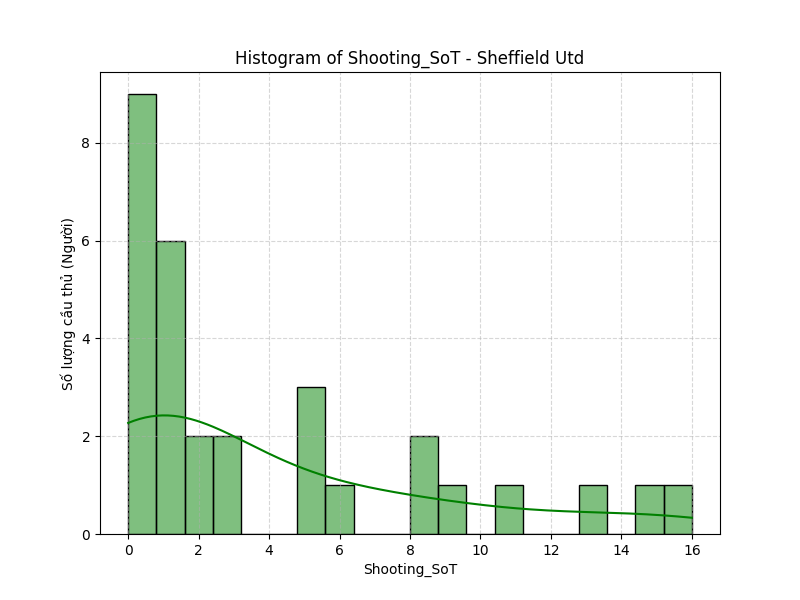 Histogram of Shooting_SoT - Sheffield Utd
Số lượng cầu thủ (Người)
8
6
4
2
0
0 2 4 6 8 10 12 14 16
Shooting_SoT